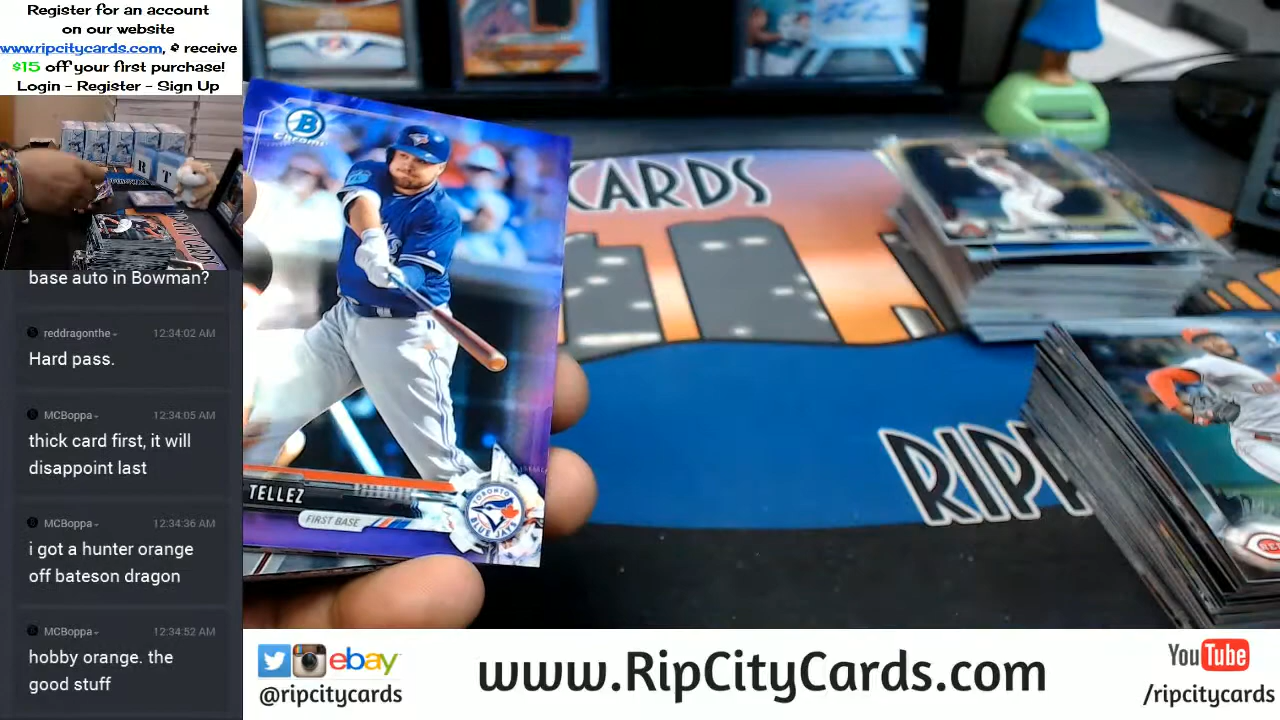 Register for an account
on our website
www.ripcitycards.com, & receive
$15 off your first purchase!
Login - Register - Sign Up
base auto in Bowman?
reddragonthe
12:34:02 AM
Hard pass.
MCBoppa
12:34:05 AM
thick card first, it will
disappoint last
MCBoppa
12:34:36 AM
i got a hunter orange
off bateson dragon
MCBoppa
12:34:52 AM
hobby orange. the
good stuff
B
Chrome
TELLEZ
FIRST BASE
TORONTO
BLUE JAYS
CARDS
RIP
R T
REDS
ebay
@ripcitycards
www.RipCityCards.com
YouTube
/ripcitycards